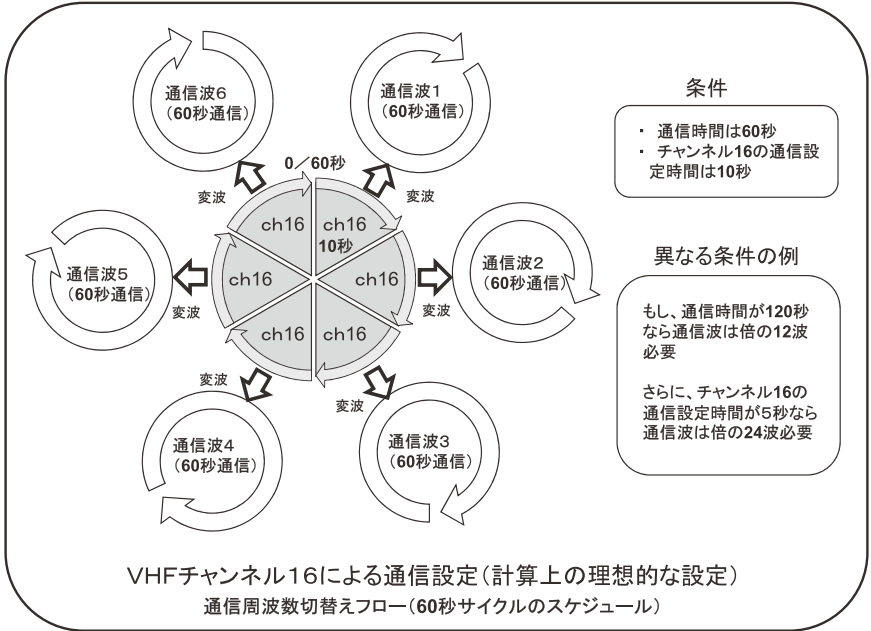 通信波6
(60秒通信)
通信波1
(60秒通信)
条件
・ 通信時間は60秒
・ チャンネル16の通信設
定時間は10秒
0／60秒
変波
変波
ch16
ch16
10秒
通信波5
(60秒通信)
変波
ch16
ch16
変波
通信波2
(60秒通信)
異なる条件の例
もし、通信時間が120秒
なら通信波は倍の12波
必要
さらに、チャンネル16の
通信設定時間が5秒なら
通信波は倍の24波必要
ch16
ch16
変波
変波
通信波4
(60秒通信)
通信波3
(60秒通信)
VHFチャンネル16による通信設定(計算上の理想的な設定)
通信周波数切替えフロー(60秒サイクルのスケジュール)